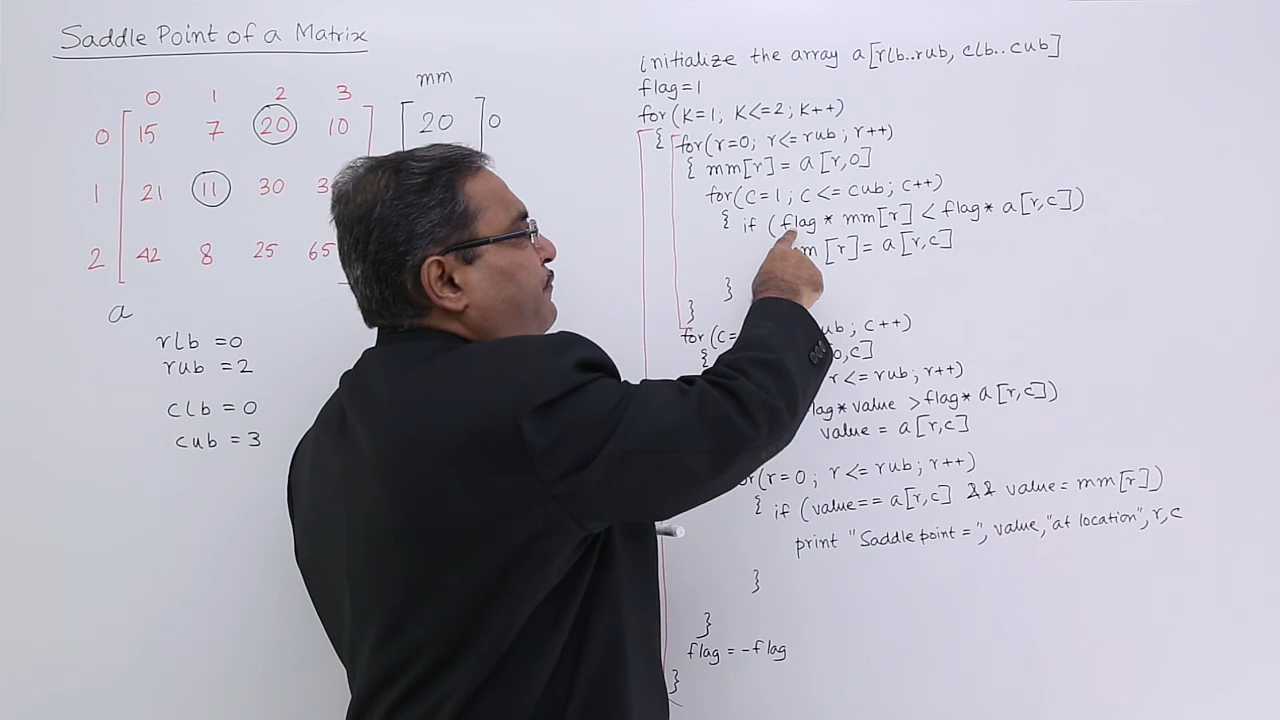 Saddle Point of a Matrix
mm
0 1 2 3
0 15 7 20 10 20 0
1 21 11 30
2 42 8 25 65
a
rlb = 0
rub = 2
clb = 0
cub = 3
initialize the array a[rlb..rub, clb..cub]
flag=1
for(K=1; K<=2; K++)
{ for(r=0; r<=rub; r++)
{ mm[r] = a[r,0]
for(c=1; c<=cub; c++)
{ if (flag * mm[r] < flag * a[r,c])
m[r] = a[r,c]
}
}
for(c= ub; c++)
{ 0,c]
r<=rub; r++)
lag*value > flag* a[r,c])
value = a[r,c]
or(r=0; r<=rub; r++)
{ if (value== a[r,c] && value= mm[r])
print "Saddle point =", value, "at location", r, c
}
}
flag = -flag
}